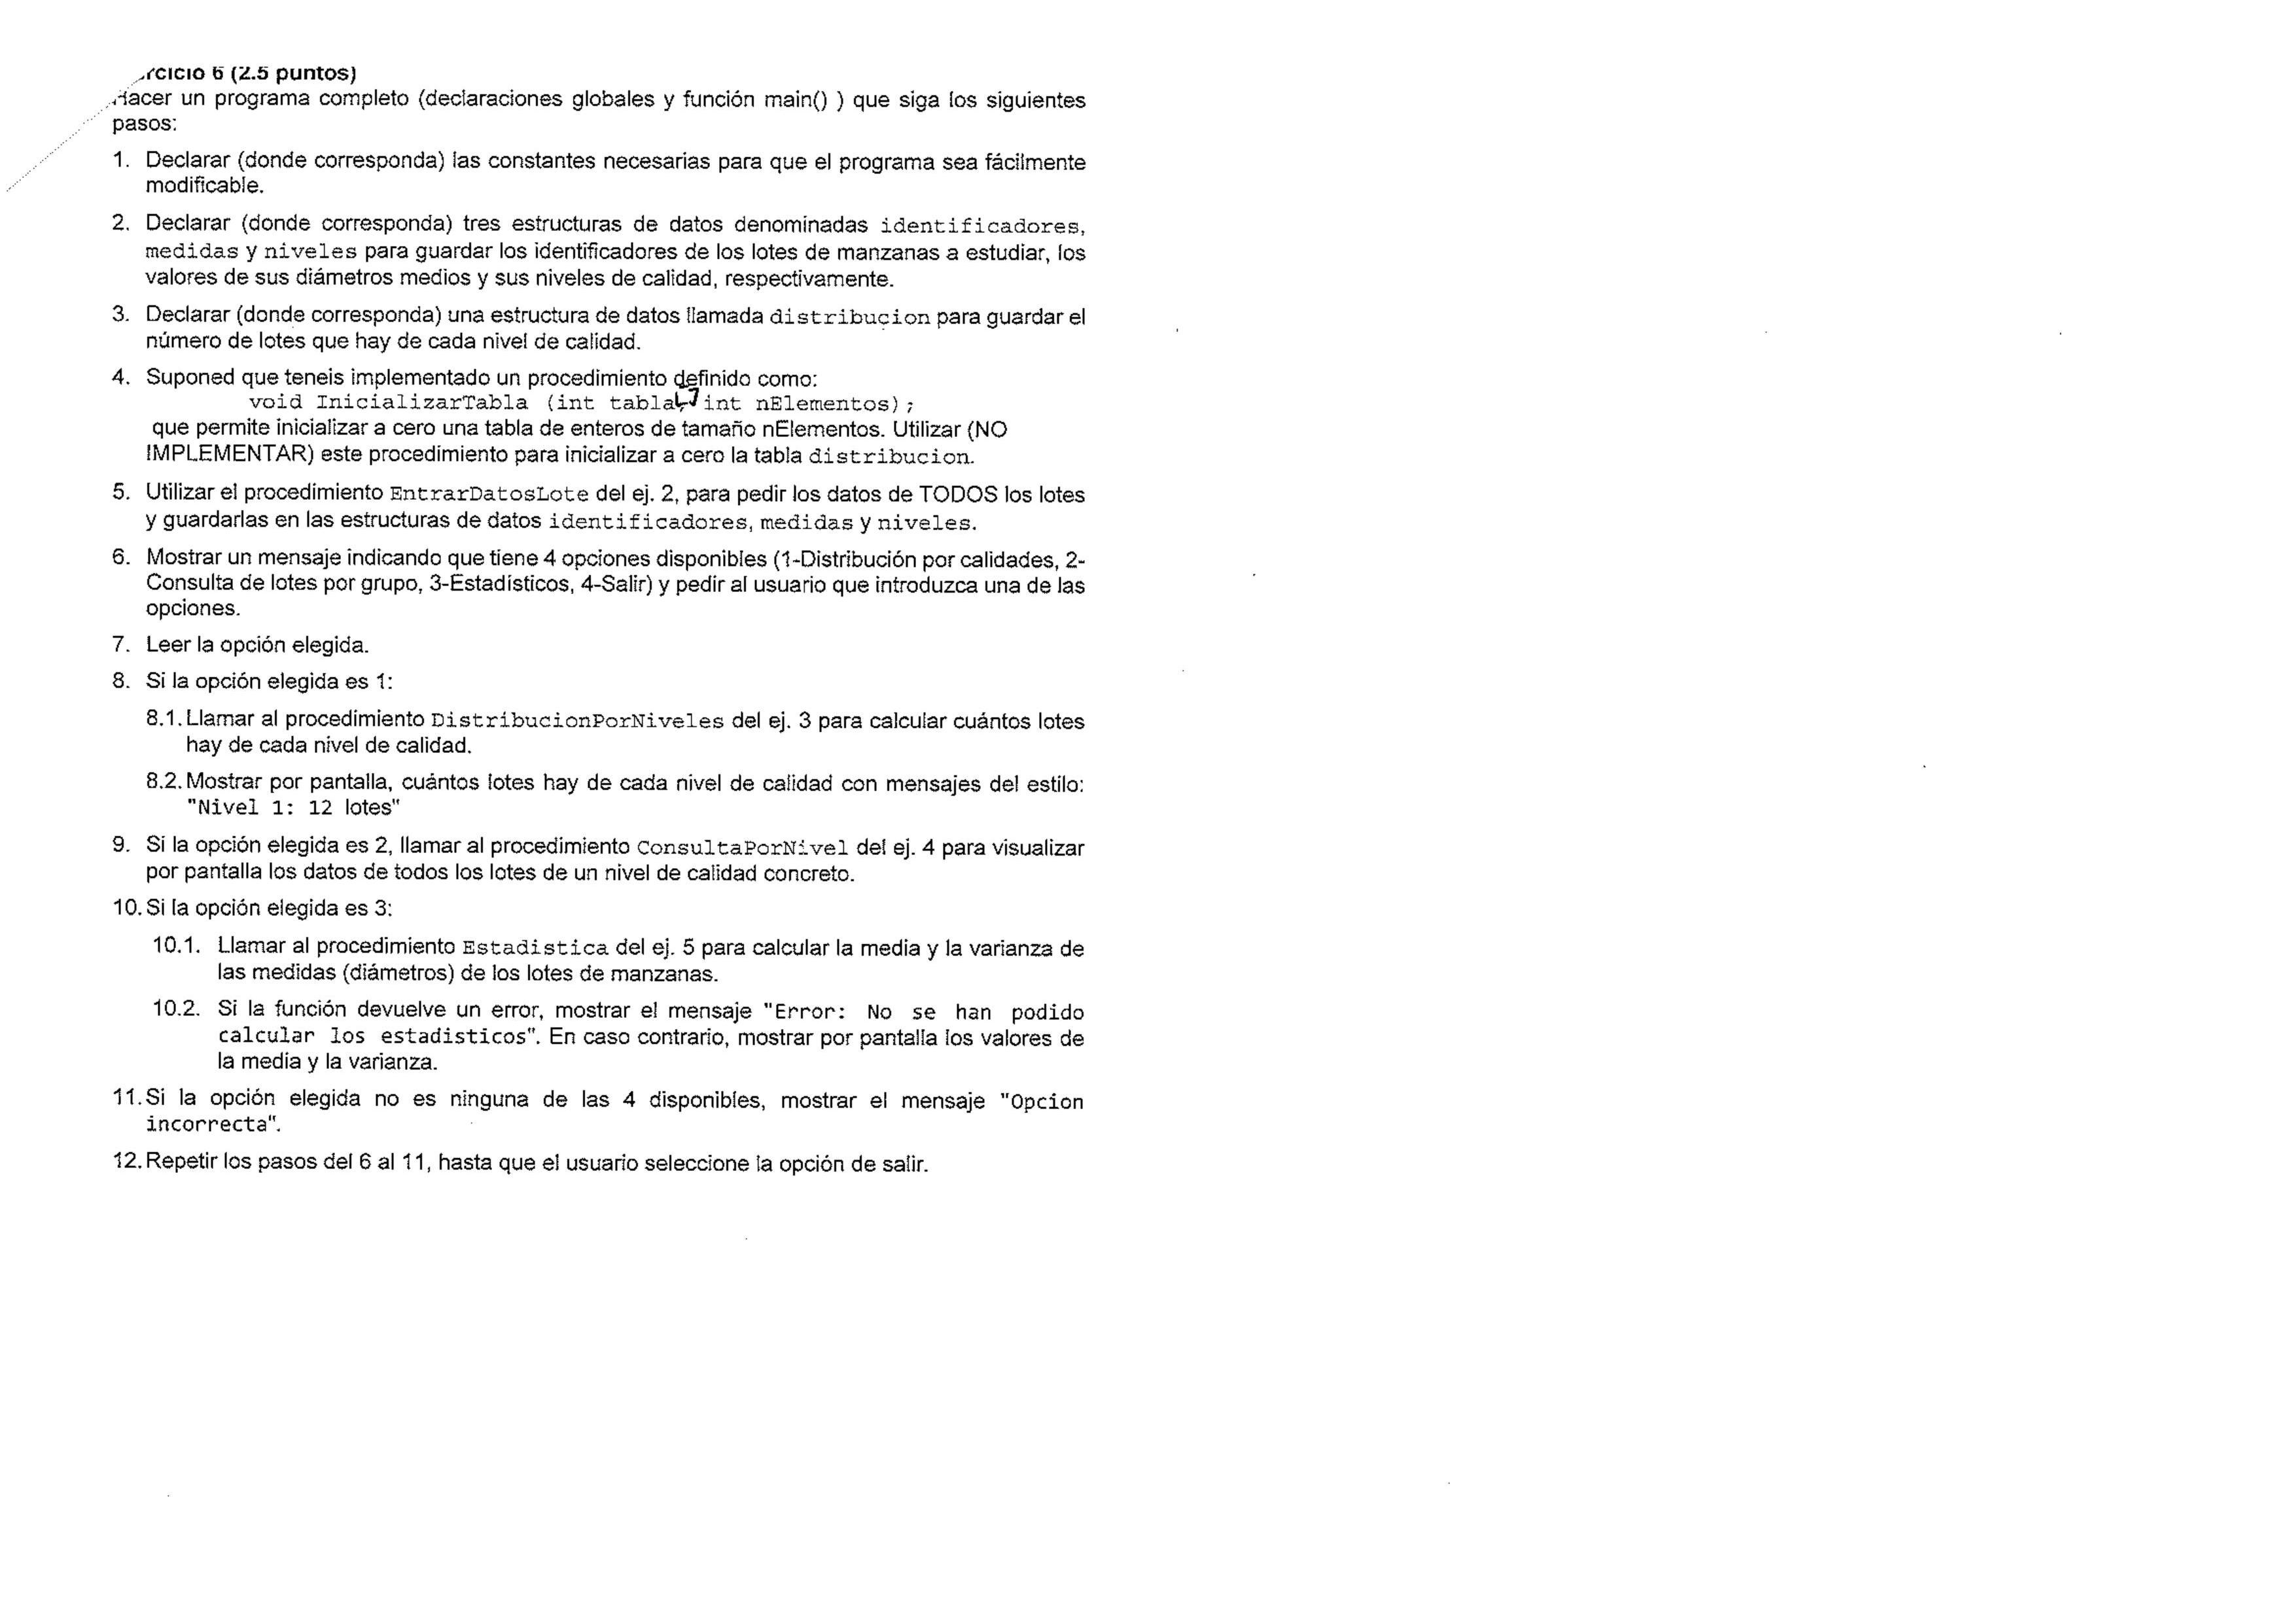 rcicio 6 (2.5 puntos)
Hacer un programa completo (declaraciones globales y función main() ) que siga los siguientes
pasos:
1. Declarar (donde corresponda) las constantes necesarias para que el programa sea fácilmente
modificable.
2. Declarar (donde corresponda) tres estructuras de datos denominadas identificadores,
medidas y niveles para guardar los identificadores de los lotes de manzanas a estudiar, los
valores de sus diámetros medios y sus niveles de calidad, respectivamente.
3. Declarar (donde corresponda) una estructura de datos llamada distribucion para guardar el
número de lotes que hay de cada nivel de calidad.
4. Suponed que teneis implementado un procedimiento definido como:
void InicializarTabla (int tabla[], int nElementos);
que permite inicializar a cero una tabla de enteros de tamaño nElementos. Utilizar (NO
IMPLEMENTAR) este procedimiento para inicializar a cero la tabla distribucion.
5. Utilizar el procedimiento EntrarDatosLote del ej. 2, para pedir los datos de TODOS los lotes
y guardarlas en las estructuras de datos identificadores, medidas y niveles.
6. Mostrar un mensaje indicando que tiene 4 opciones disponibles (1-Distribución por calidades, 2-
Consulta de lotes por grupo, 3-Estadísticos, 4-Salir) y pedir al usuario que introduzca una de las
opciones.
7. Leer la opción elegida.
8. Si la opción elegida es 1:
8.1. Llamar al procedimiento DistribucionPorNiveles del ej. 3 para calcular cuántos lotes
hay de cada nivel de calidad.
8.2. Mostrar por pantalla, cuántos lotes hay de cada nivel de calidad con mensajes del estilo:
"Nivel 1: 12 lotes"
9. Si la opción elegida es 2, llamar al procedimiento ConsultaPorNivel del ej. 4 para visualizar
por pantalla los datos de todos los lotes de un nivel de calidad concreto.
10. Si la opción elegida es 3:
10.1. Llamar al procedimiento Estadistica del ej. 5 para calcular la media y la varianza de
las medidas (diámetros) de los lotes de manzanas.
10.2. Si la función devuelve un error, mostrar el mensaje "Error: No se han podido
calcular los estadisticos". En caso contrario, mostrar por pantalla los valores de
la media y la varianza.
11. Si la opción elegida no es ninguna de las 4 disponibles, mostrar el mensaje "Opcion
incorrecta".
12. Repetir los pasos del 6 al 11, hasta que el usuario seleccione la opción de salir.